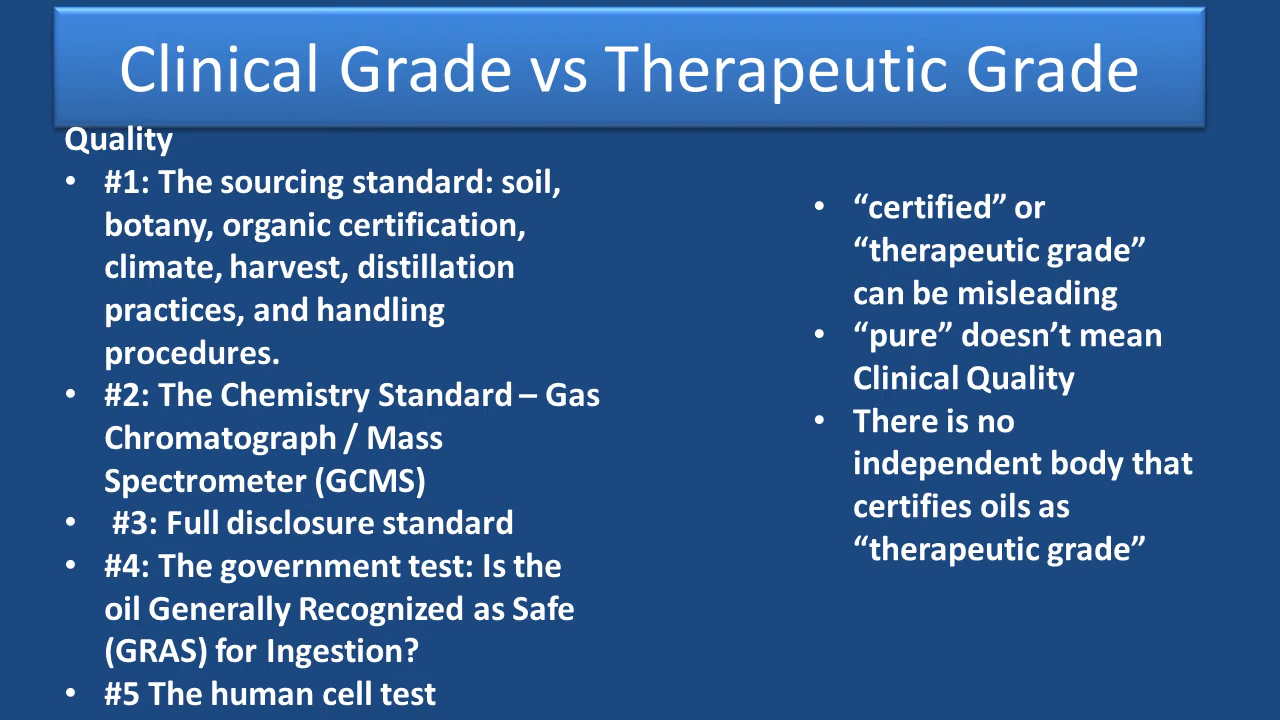 Clinical Grade vs Therapeutic Grade
Quality
• #1: The sourcing standard: soil,
botany, organic certification,
climate, harvest, distillation
practices, and handling
procedures.
• #2: The Chemistry Standard – Gas
Chromatograph / Mass
Spectrometer (GCMS)
• #3: Full disclosure standard
• #4: The government test: Is the
oil Generally Recognized as Safe
(GRAS) for Ingestion?
• #5 The human cell test
• “certified” or
“therapeutic grade”
can be misleading
• “pure” doesn’t mean
Clinical Quality
• There is no
independent body that
certifies oils as
“therapeutic grade”